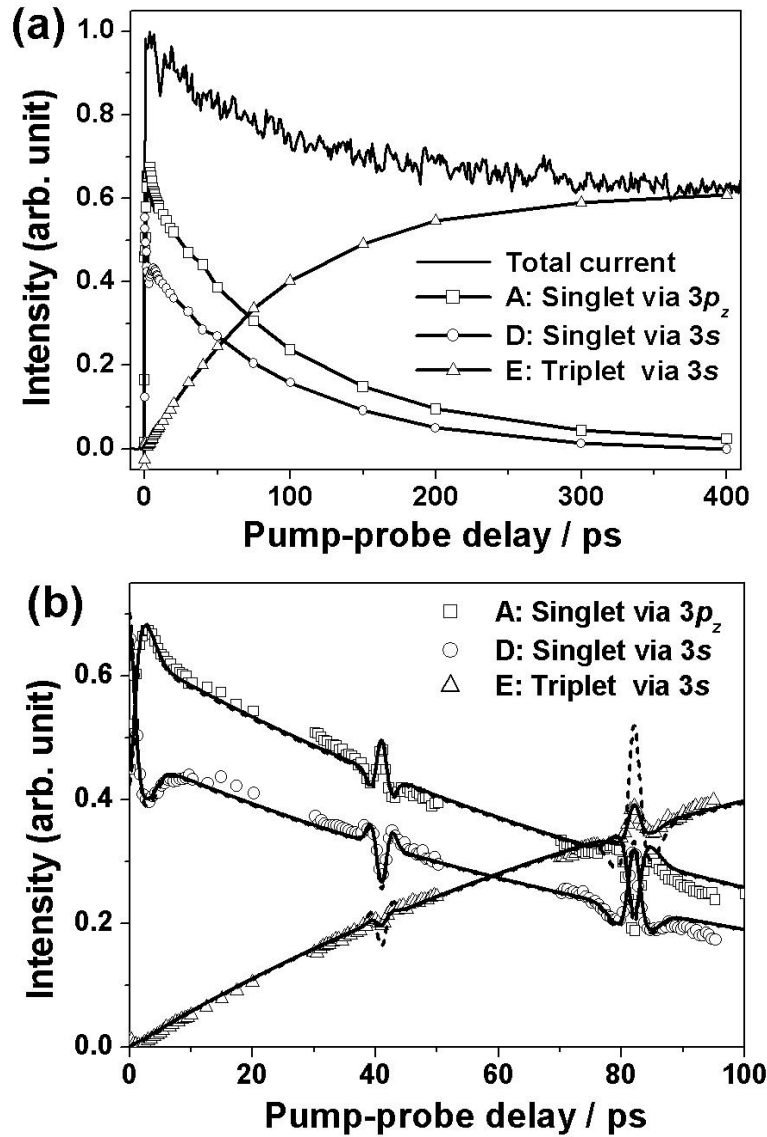 (a)
1.0
0.8
0.6
0.4
0.2
0.0
Intensity (arb. unit)
Total current
A: Singlet via 3p_z
D: Singlet via 3s
E: Triplet via 3s
0 100 200 300 400
Pump-probe delay / ps
(b)
0.6
0.4
0.2
0.0
Intensity (arb. unit)
A: Singlet via 3p_z
D: Singlet via 3s
E: Triplet via 3s
0 20 40 60 80 100
Pump-probe delay / ps